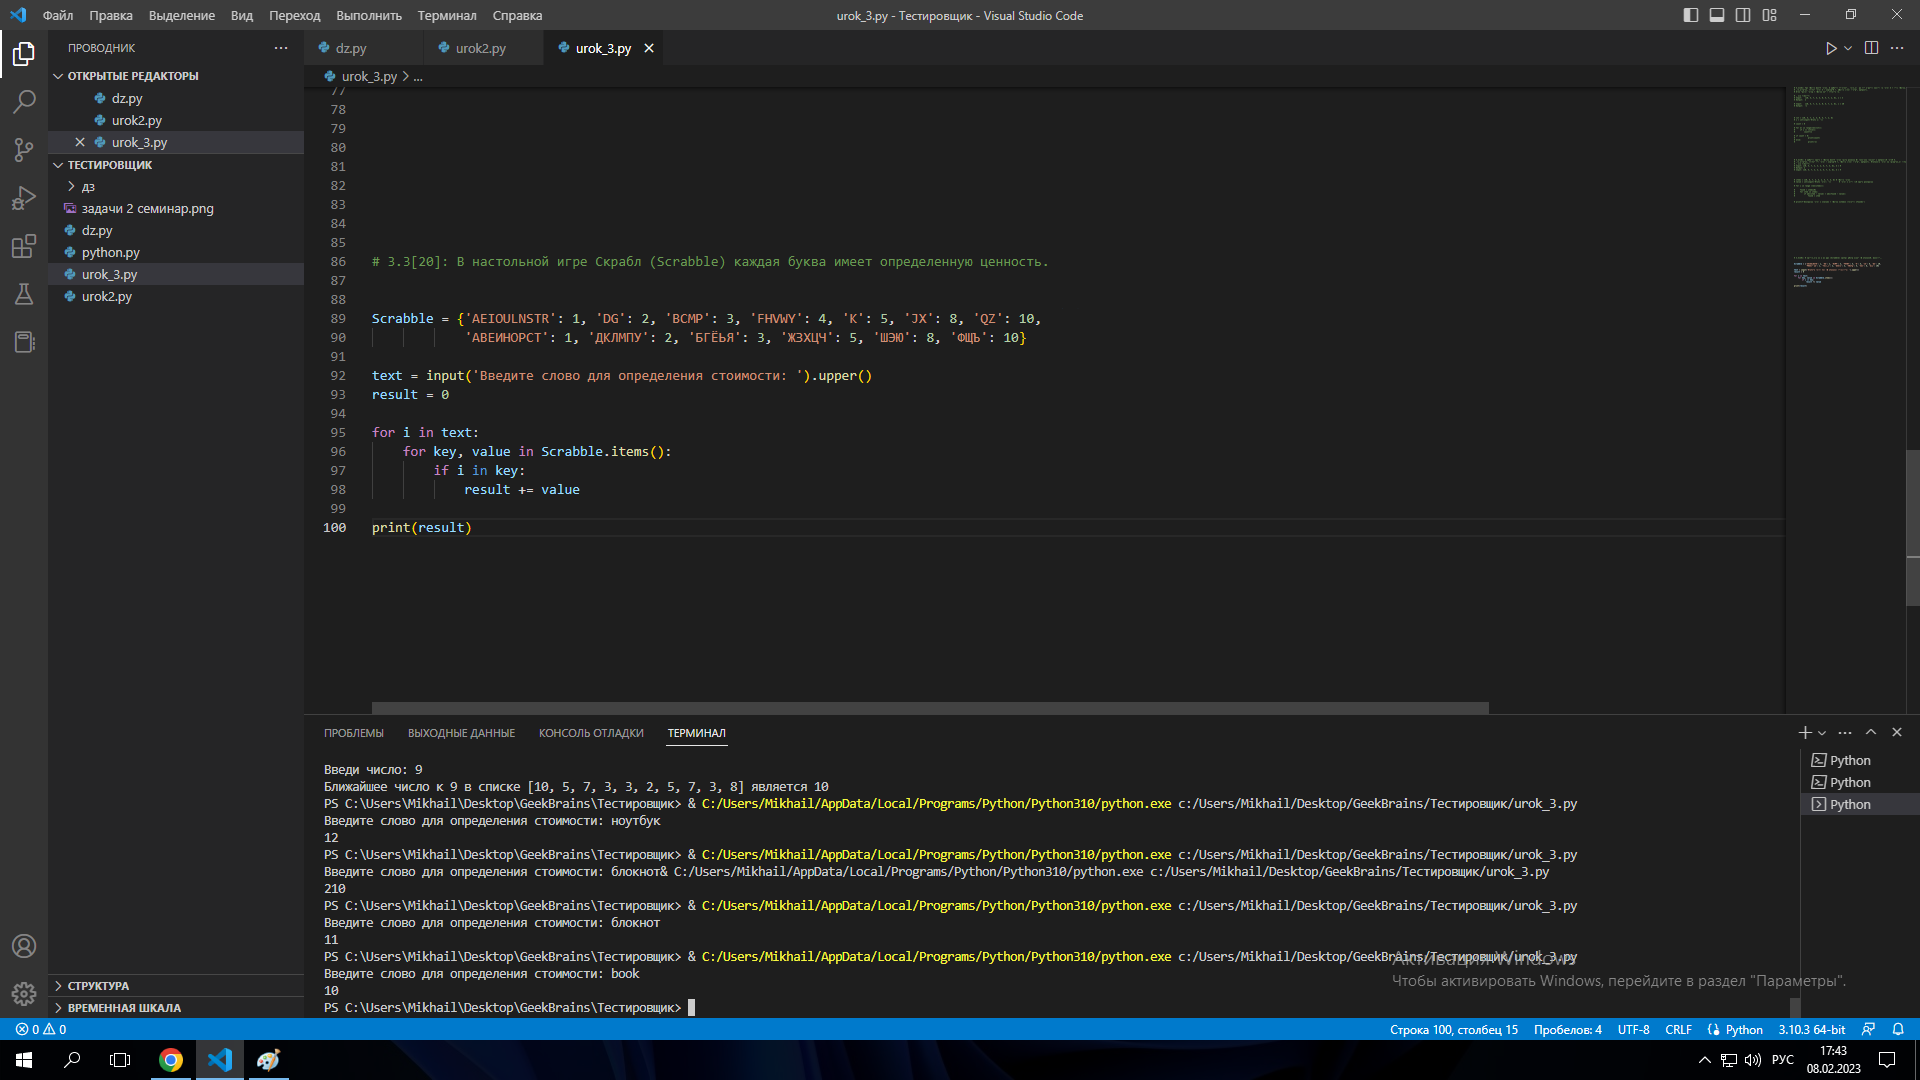 Файл Правка Выделение Вид Переход Выполнить Терминал Справка
urok_3.py - Тестировщик - Visual Studio Code
ПРОВОДНИК
ОТКРЫТЫЕ РЕДАКТОРЫ
dz.py
urok2.py
urok_3.py
ТЕСТИРОВЩИК
дз
задачи 2 семинар.png
dz.py
python.py
urok_3.py
urok2.py
СТРУКТУРА
ВРЕМЕННАЯ ШКАЛА
dz.py urok2.py urok_3.py
urok_3.py > ...
77
78
79
80
81
82
83
84
85
86 # 3.3[20]: В настольной игре Скрабл (Scrabble) каждая буква имеет определенную ценность.
87
88
89 Scrabble = {'AEIOULNSTR': 1, 'DG': 2, 'BCMP': 3, 'FHVWY': 4, 'K': 5, 'JX': 8, 'QZ': 10,
90 'АВЕИНОРСТ': 1, 'ДКЛМПУ': 2, 'БГЁЬЯ': 3, 'ЖЗХЦЧ': 5, 'ШЭЮ': 8, 'ФЩЪ': 10}
91
92 text = input('Введите слово для определения стоимости: ').upper()
93 result = 0
94
95 for i in text:
96 for key, value in Scrabble.items():
97 if i in key:
98 result += value
99
100 print(result)
ПРОБЛЕМЫ ВЫХОДНЫЕ ДАННЫЕ КОНСОЛЬ ОТЛАДКИ ТЕРМИНАЛ
Введи число: 9
Ближайшее число к 9 в списке [10, 5, 7, 3, 3, 2, 5, 7, 3, 8] является 10
PS C:\Users\Mikhail\Desktop\GeekBrains\Тестировщик> & C:/Users/Mikhail/AppData/Local/Programs/Python/Python310/python.exe c:/Users/Mikhail/Desktop/GeekBrains/Тестировщик/urok_3.py
Введите слово для определения стоимости: ноутбук
12
PS C:\Users\Mikhail\Desktop\GeekBrains\Тестировщик> & C:/Users/Mikhail/AppData/Local/Programs/Python/Python310/python.exe c:/Users/Mikhail/Desktop/GeekBrains/Тестировщик/urok_3.py
Введите слово для определения стоимости: блокнот& C:/Users/Mikhail/AppData/Local/Programs/Python/Python310/python.exe c:/Users/Mikhail/Desktop/GeekBrains/Тестировщик/urok_3.py
210
PS C:\Users\Mikhail\Desktop\GeekBrains\Тестировщик> & C:/Users/Mikhail/AppData/Local/Programs/Python/Python310/python.exe c:/Users/Mikhail/Desktop/GeekBrains/Тестировщик/urok_3.py
Введите слово для определения стоимости: блокнот
11
PS C:\Users\Mikhail\Desktop\GeekBrains\Тестировщик> & C:/Users/Mikhail/AppData/Local/Programs/Python/Python310/python.exe c:/Users/Mikhail/Desktop/GeekBrains/Тестировщик/urok_3.py
Введите слово для определения стоимости: book
10
PS C:\Users\Mikhail\Desktop\GeekBrains\Тестировщик>
Python
Python
Python
Активация Windows
Чтобы активировать Windows, перейдите в раздел "Параметры".
0 0
Строка 100, столбец 15 Пробелов: 4 UTF-8 CRLF Python 3.10.3 64-bit
РУС
17:43
08.02.2023